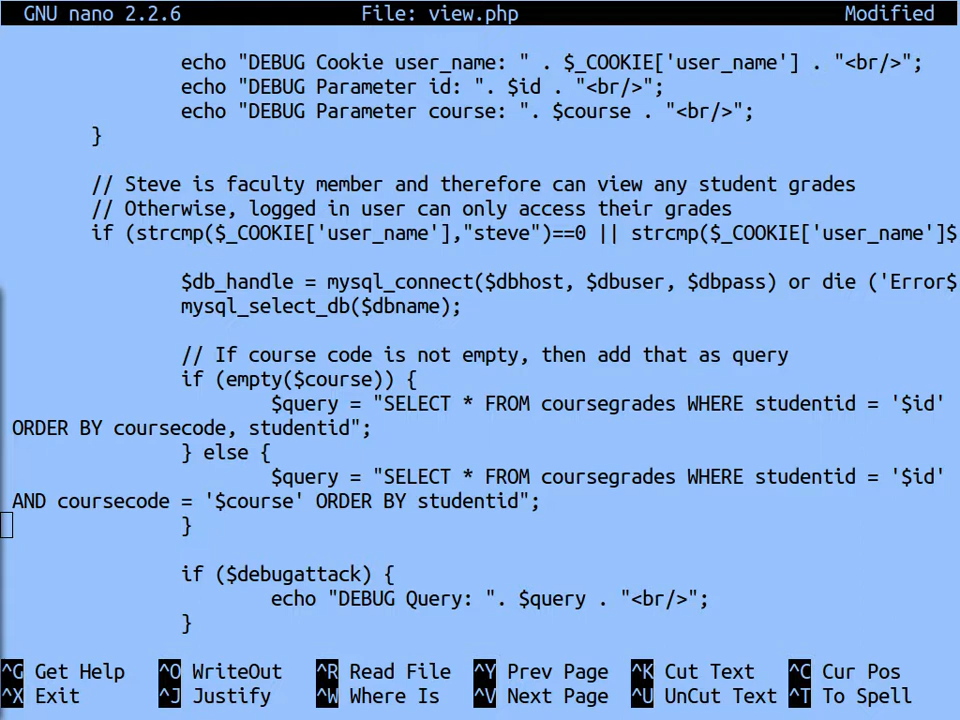 GNU nano 2.2.6 File: view.php Modified
echo "DEBUG Cookie user_name: " . $_COOKIE['user_name'] . "<br/>";
echo "DEBUG Parameter id: ". $id . "<br/>";
echo "DEBUG Parameter course: ". $course . "<br/>";
}
// Steve is faculty member and therefore can view any student grades
// Otherwise, logged in user can only access their grades
if (strcmp($_COOKIE['user_name'],"steve")==0 || strcmp($_COOKIE['user_name']$
$db_handle = mysql_connect($dbhost, $dbuser, $dbpass) or die ('Error$
mysql_select_db($dbname);
// If course code is not empty, then add that as query
if (empty($course)) {
$query = "SELECT * FROM coursegrades WHERE studentid = '$id'
ORDER BY coursecode, studentid";
} else {
$query = "SELECT * FROM coursegrades WHERE studentid = '$id'
AND coursecode = '$course' ORDER BY studentid";
}
if ($debugattack) {
echo "DEBUG Query: ". $query . "<br/>";
}
^G Get Help ^O WriteOut ^R Read File ^Y Prev Page ^K Cut Text ^C Cur Pos
^X Exit ^J Justify ^W Where Is ^V Next Page ^U UnCut Text ^T To Spell